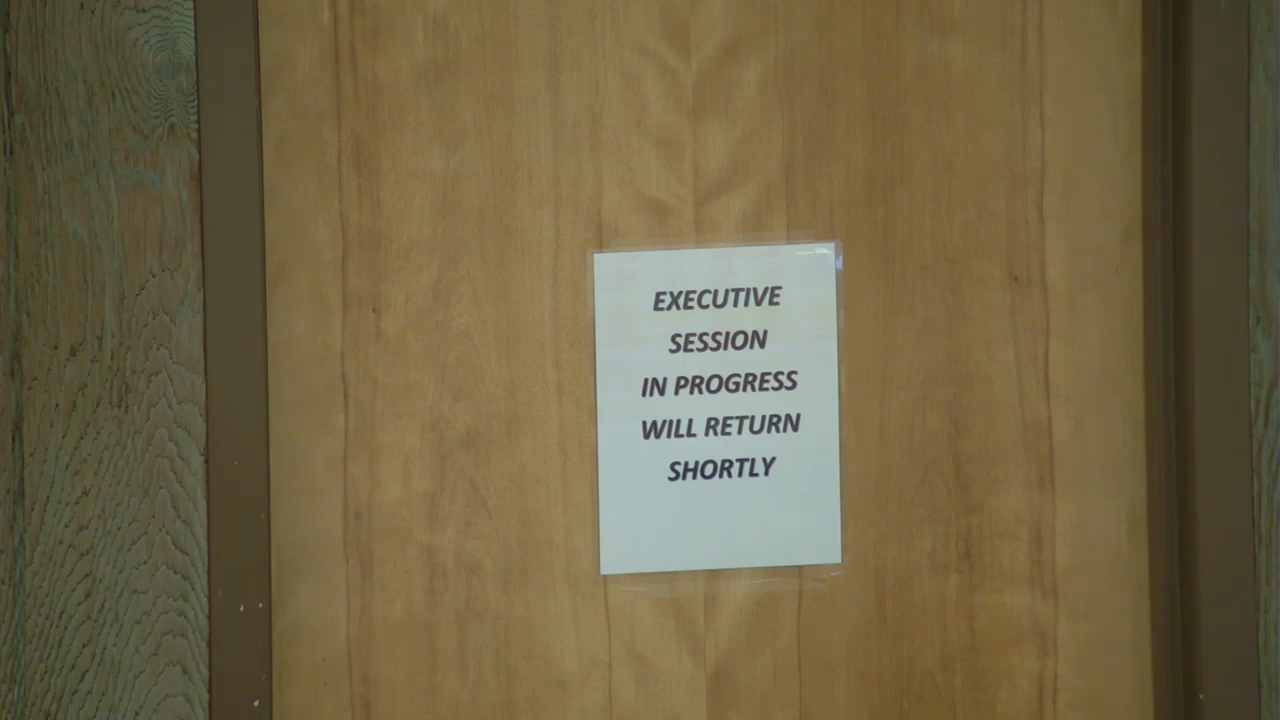 EXECUTIVE
SESSION
IN PROGRESS
WILL RETURN
SHORTLY